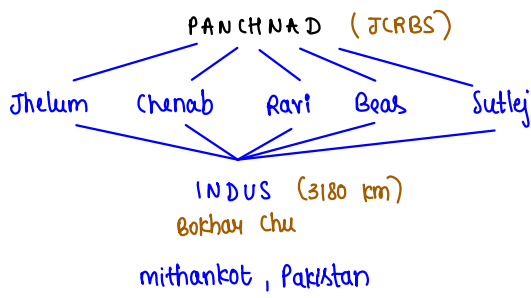 PANCHNAD (JCRBS)
Jhelum Chenab Ravi Beas Sutlej
INDUS (3180 km)
Bokhar Chu
mithankot, Pakistan